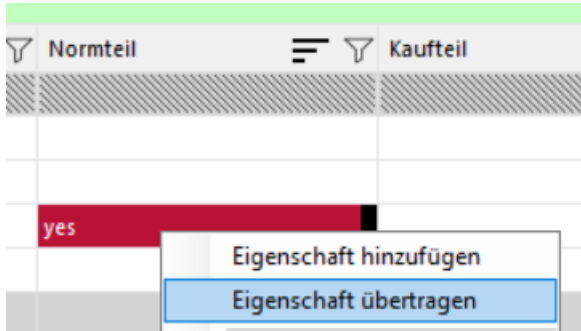 Normteil
Kaufteil
yes
Eigenschaft hinzufügen
Eigenschaft übertragen